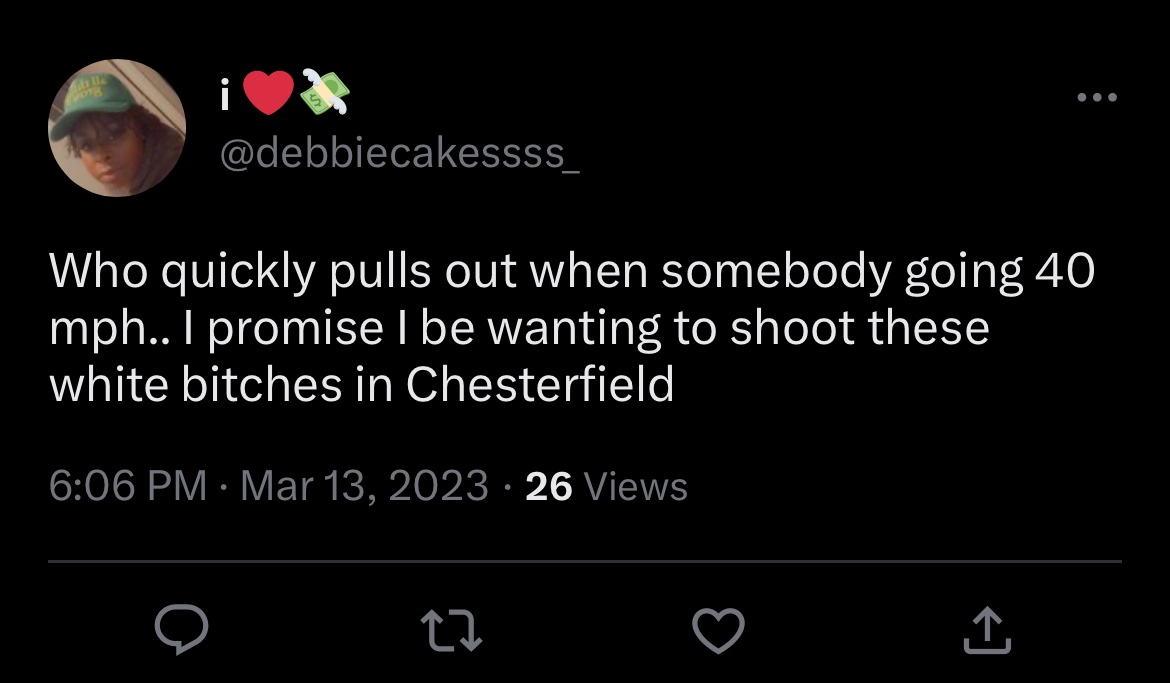 i ❤️💸
@debbiecakessss_
Who quickly pulls out when somebody going 40
mph.. I promise I be wanting to shoot these
white bitches in Chesterfield
6:06 PM · Mar 13, 2023 · 26 Views